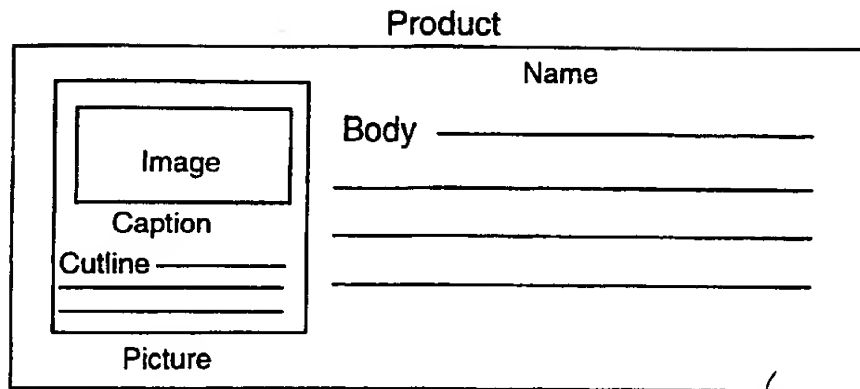 Product
Name
Body
Image
Caption
Cutline
Picture